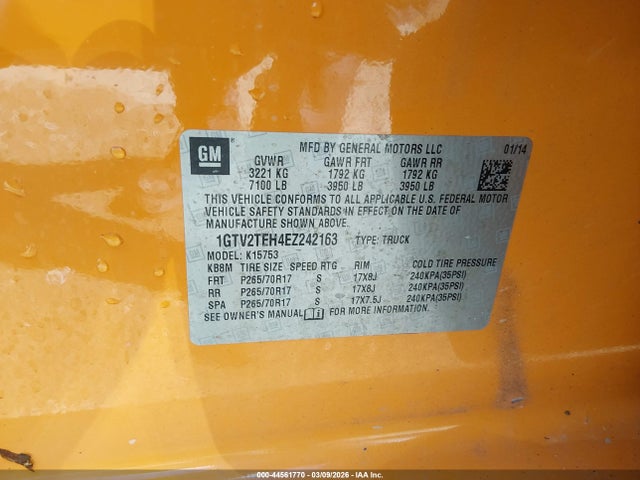 GM
MFD BY GENERAL MOTORS LLC 01/14
GVWR GAWR FRT GAWR RR
3221 KG 1792 KG 1792 KG
7100 LB 3950 LB 3950 LB
THIS VEHICLE CONFORMS TO ALL APPLICABLE U.S. FEDERAL MOTOR
VEHICLE SAFETY STANDARDS IN EFFECT ON THE DATE OF
MANUFACTURE SHOWN ABOVE.
1GTV2TEH4EZ242163 TYPE: TRUCK
MODEL: K15753
KB8M TIRE SIZE SPEED RTG RIM COLD TIRE PRESSURE
FRT P265/70R17 S 17X8J 240KPA(35PSI)
RR P265/70R17 S 17X8J 240KPA(35PSI)
SPA P265/70R17 S 17X7.5J 240KPA(35PSI)
SEE OWNER'S MANUAL FOR MORE INFORMATION.
000-44561770 - 03/09/2026 - IAA Inc.